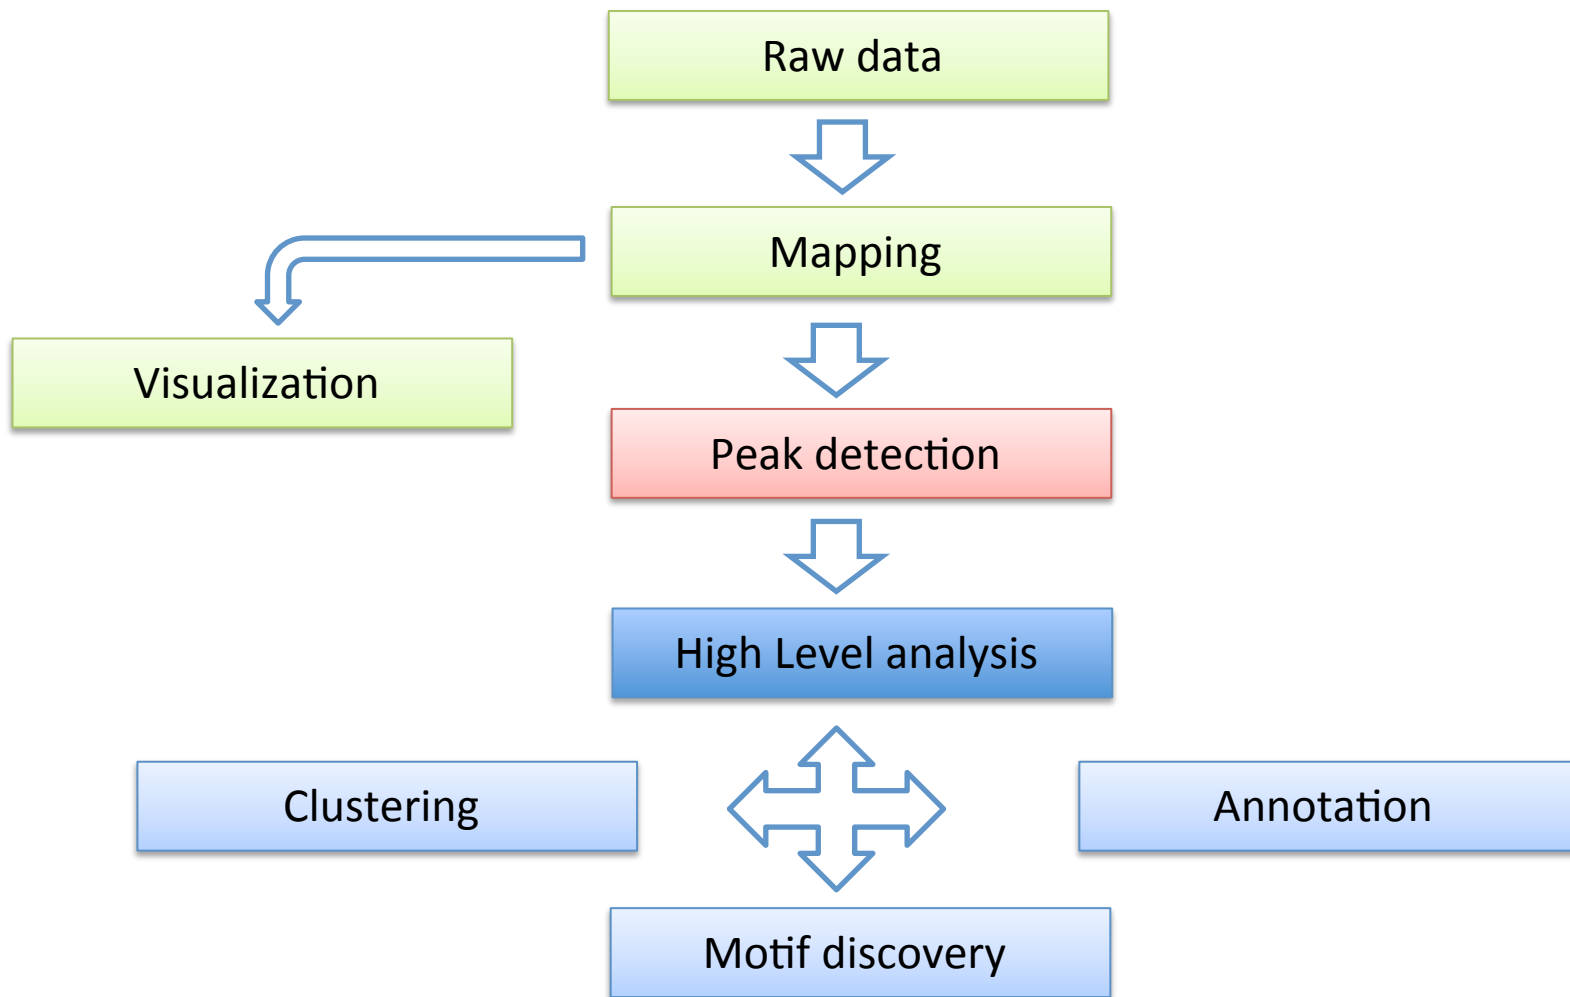 Raw data
Mapping
Visualization
Peak detection
High Level analysis
Clustering
Annotation
Motif discovery